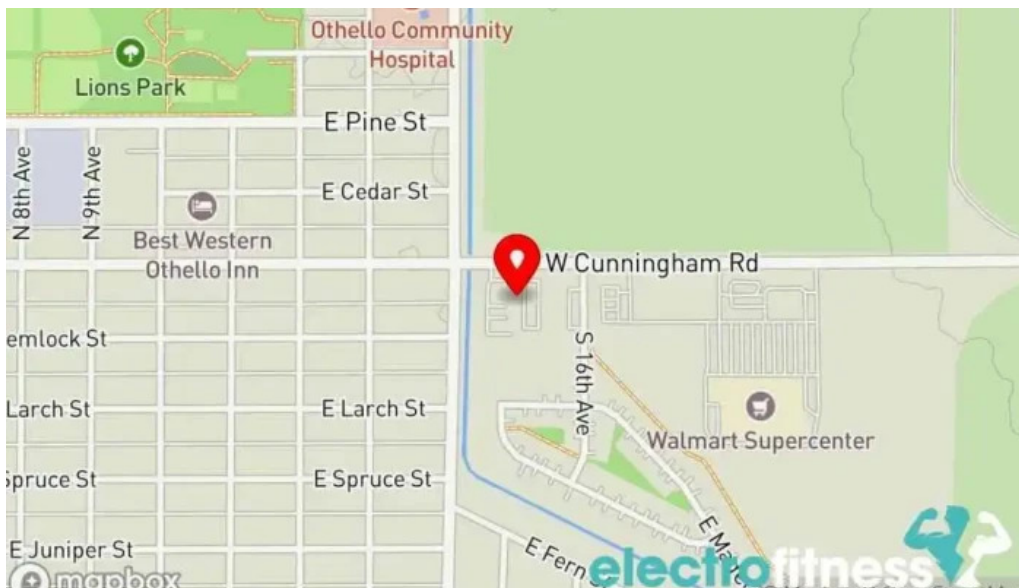 Othello Community
Hospital
Lions Park
E Pine St
N 8th Ave
N 9th Ave
E Cedar St
Best Western
Othello Inn
W Cunningham Rd
emlock St
S 16th Ave
Larch St
E Larch St
Walmart Supercenter
Spruce St
E Spruce St
E Juniper St
E Fern
mapbox
electrofitness